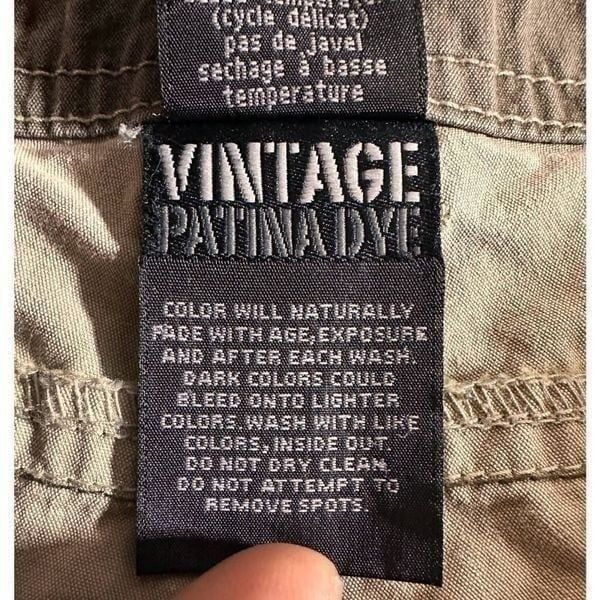 (cycle délicat)
pas de javel
sechage à basse
temperature
VINTAGE
PATINA DYE
COLOR WILL NATURALLY
FADE WITH AGE, EXPOSURE
AND AFTER EACH WASH.
DARK COLORS COULD
BLEED ONTO LIGHTER
COLORS. WASH WITH LIKE
COLORS, INSIDE OUT.
DO NOT DRY CLEAN
DO NOT ATTEMPT TO
REMOVE SPOTS.